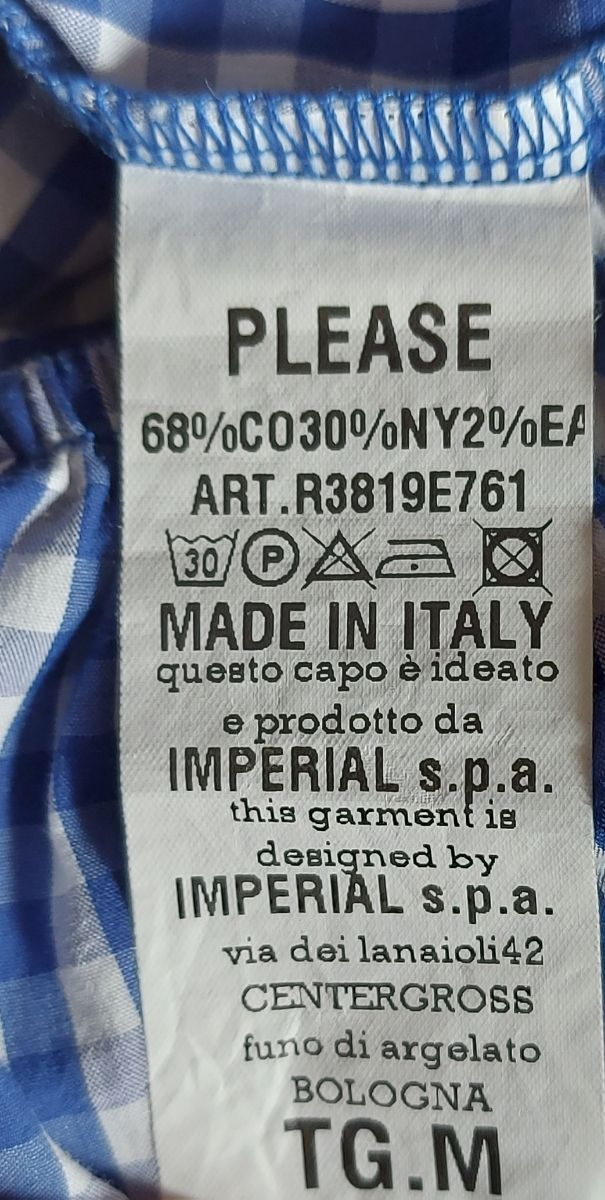 PLEASE
68%CO30%NY2%EA
ART.R3819E761
30 P
MADE IN ITALY
questo capo è ideato
e prodotto da
IMPERIAL s.p.a.
this garment is
designed by
IMPERIAL s.p.a.
via dei lanaioli42
CENTERGROSS
funo di argelato
BOLOGNA
TG.M